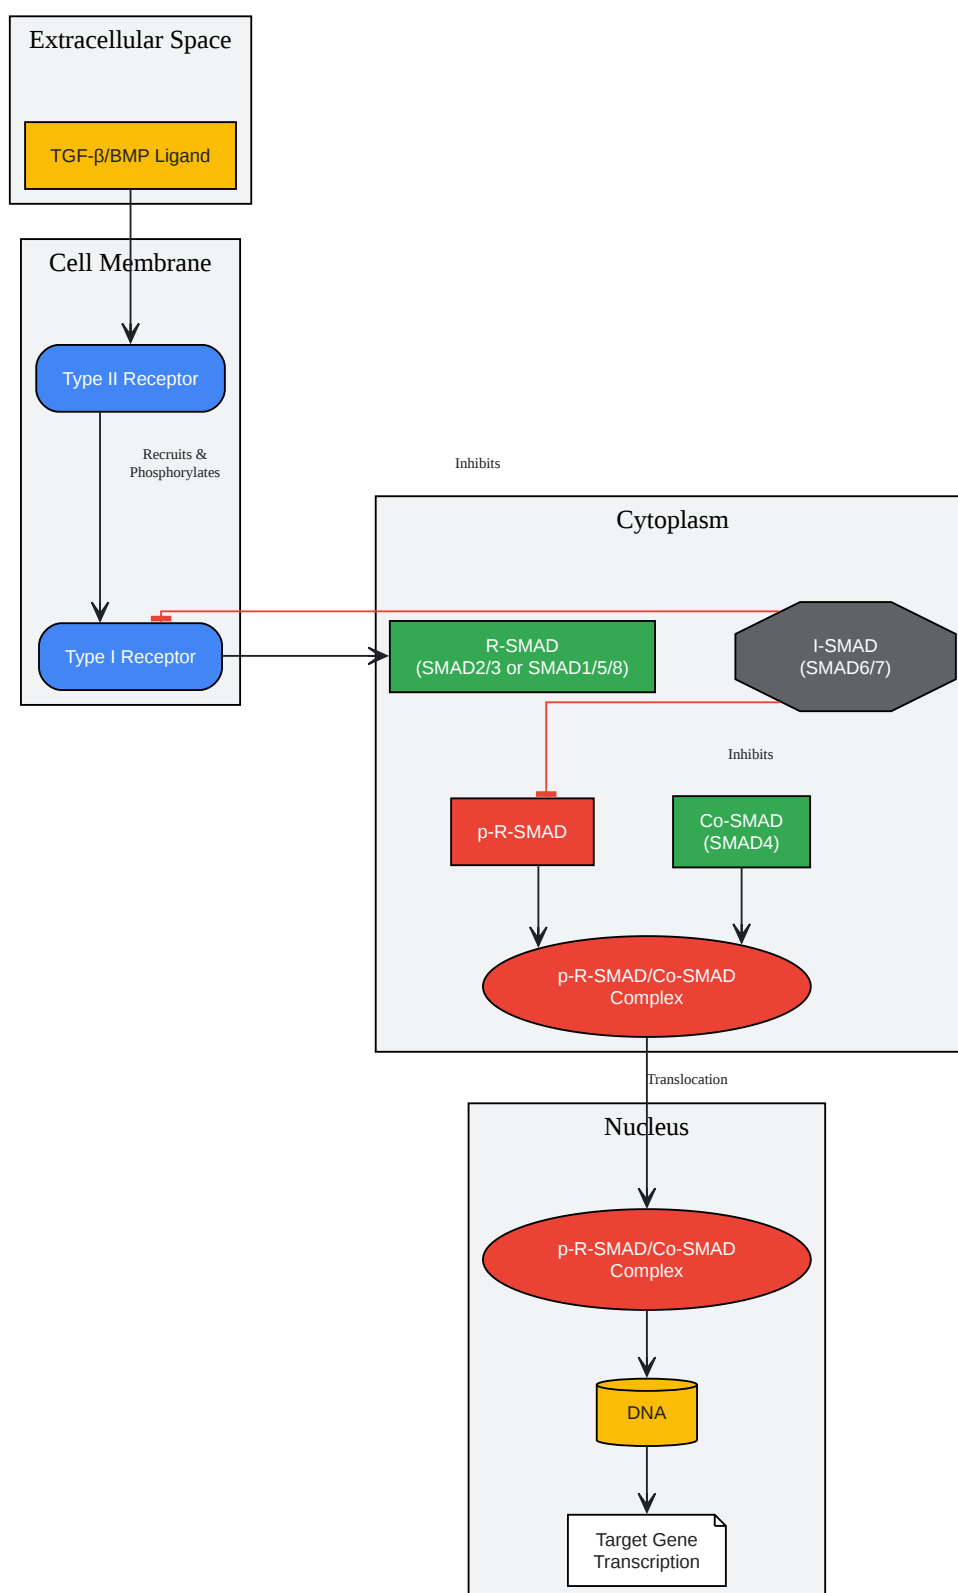 Extracellular Space
TGF-β/BMP Ligand
Cell Membrane
Type II Receptor
Recruits &
Phosphorylates
Inhibits
Cytoplasm
Type I Receptor
R-SMAD
(SMAD2/3 or SMAD1/5/8)
I-SMAD
(SMAD6/7)
Inhibits
p-R-SMAD
Co-SMAD
(SMAD4)
p-R-SMAD/Co-SMAD
Complex
Translocation
Nucleus
p-R-SMAD/Co-SMAD
Complex
DNA
Target Gene
Transcription